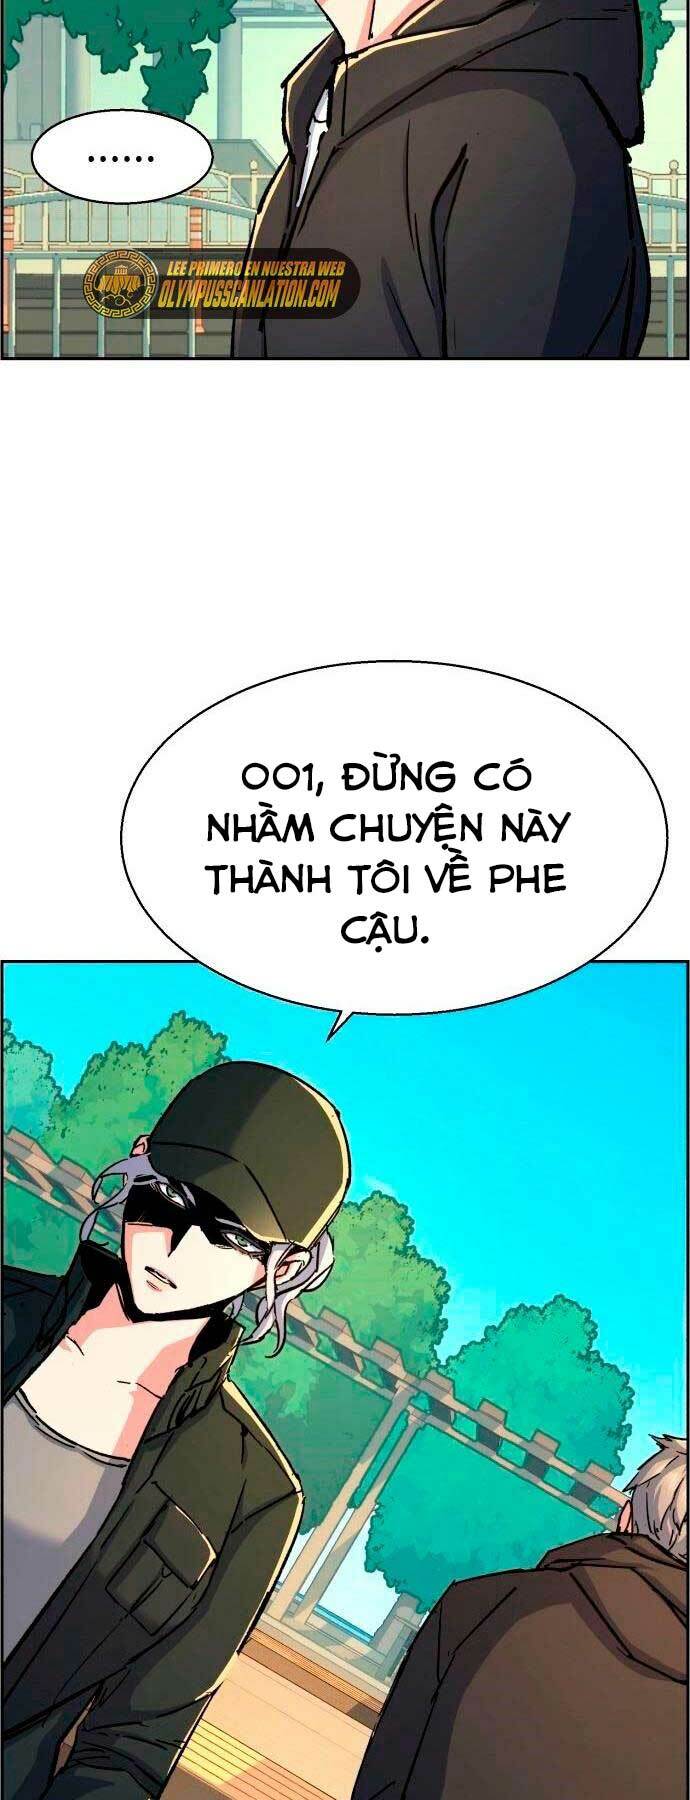 ......
LEE PRIMERO EN NUESTRA WEB
OLYMPUSSCANLATION.COM
001, ĐỪNG CÓ
NHẦM CHUYỆN NÀY
THÀNH TÔI VỀ PHE
CẬU.